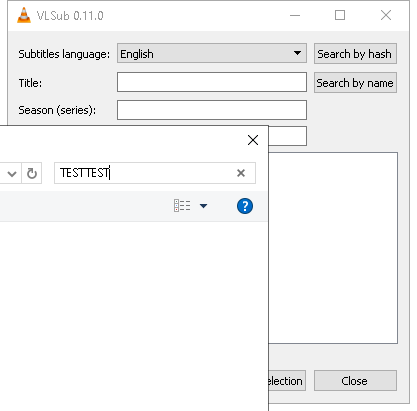 VLSub 0.11.0
Subtitles language: English Search by hash
Title: Search by name
Season (series):
TESTTEST
election Close